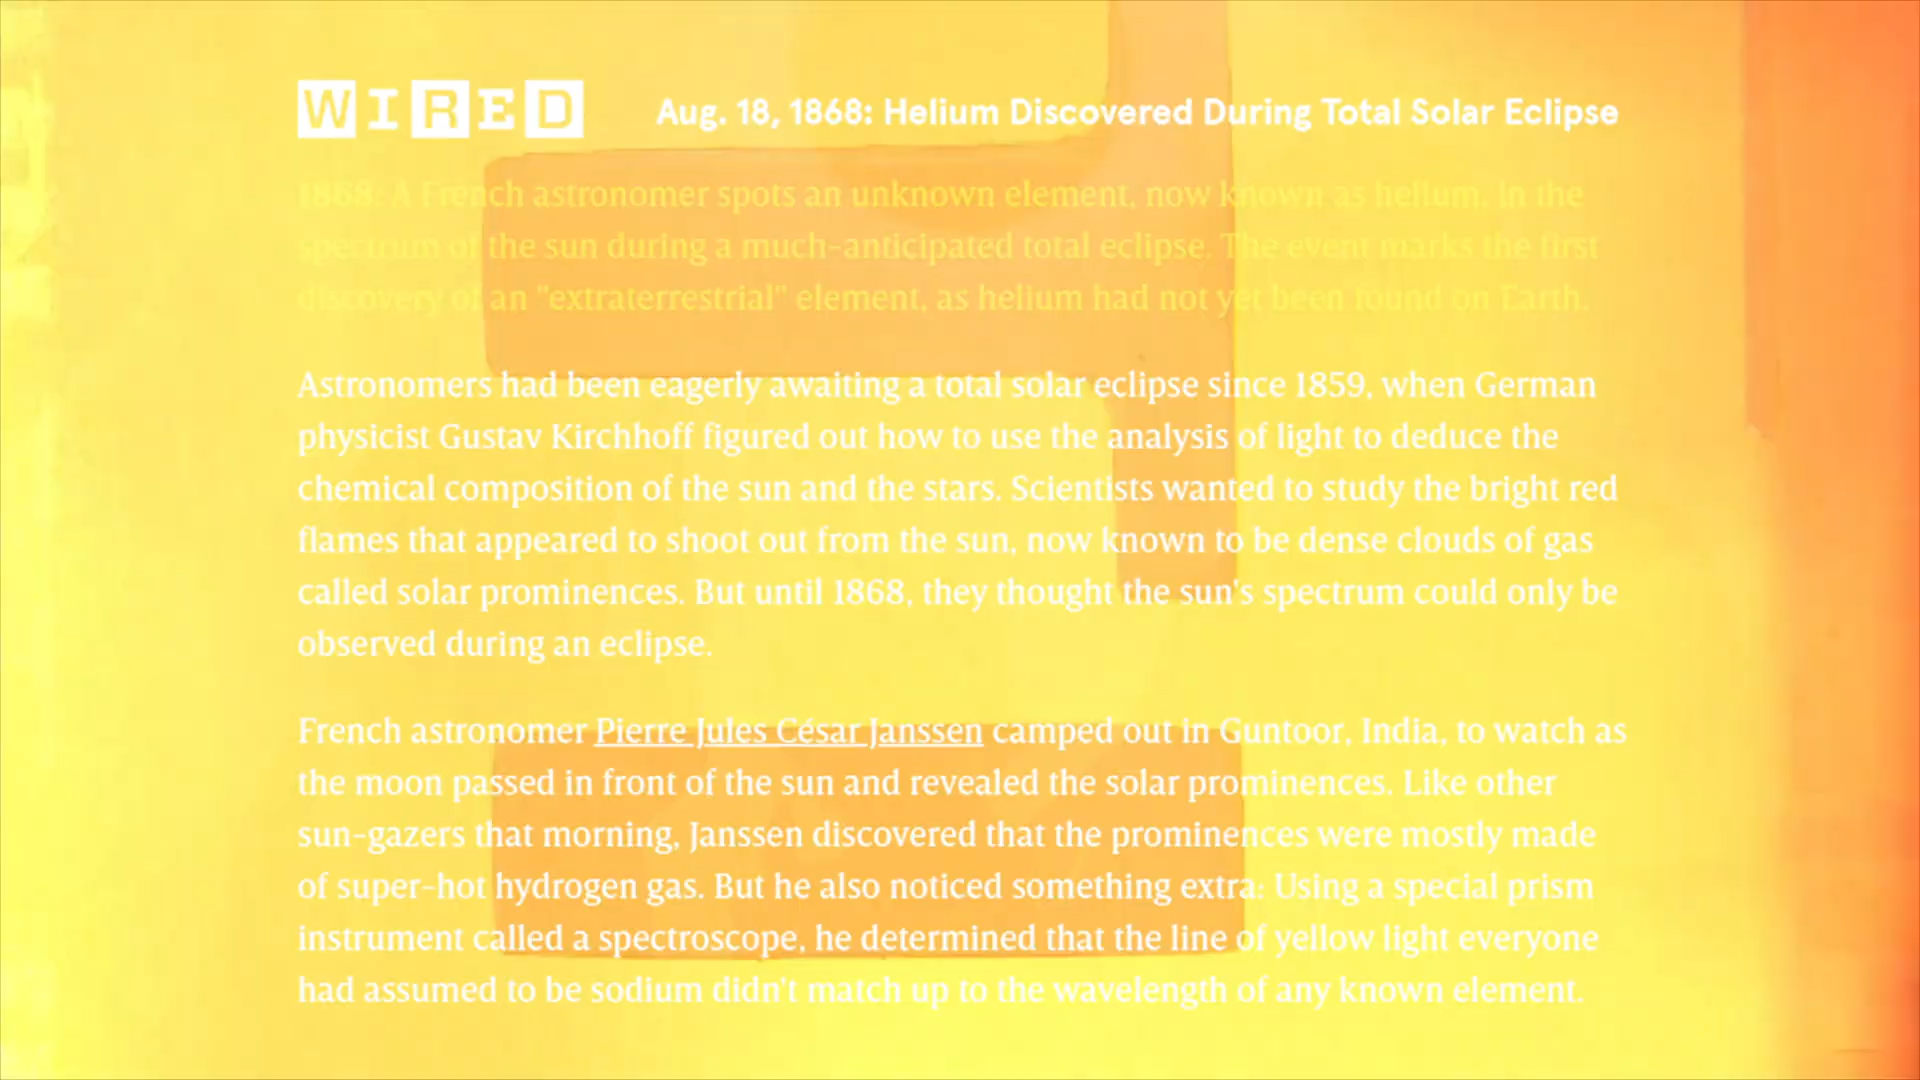 WIRED
Aug. 18, 1868: Helium Discovered During Total Solar Eclipse
1868: A French astronomer spots an unknown element, now known as helium, in the
spectrum of the sun during a much-anticipated total eclipse. The event marks the first
discovery of an "extraterrestrial" element, as helium had not yet been found on Earth.
Astronomers had been eagerly awaiting a total solar eclipse since 1859, when German
physicist Gustav Kirchhoff figured out how to use the analysis of light to deduce the
chemical composition of the sun and the stars. Scientists wanted to study the bright red
flames that appeared to shoot out from the sun, now known to be dense clouds of gas
called solar prominences. But until 1868, they thought the sun's spectrum could only be
observed during an eclipse.
French astronomer Pierre Jules César Janssen camped out in Guntoor, India, to watch as
the moon passed in front of the sun and revealed the solar prominences. Like other
sun-gazers that morning, Janssen discovered that the prominences were mostly made
of super-hot hydrogen gas. But he also noticed something extra: Using a special prism
instrument called a spectroscope, he determined that the line of yellow light everyone
had assumed to be sodium didn't match up to the wavelength of any known element.